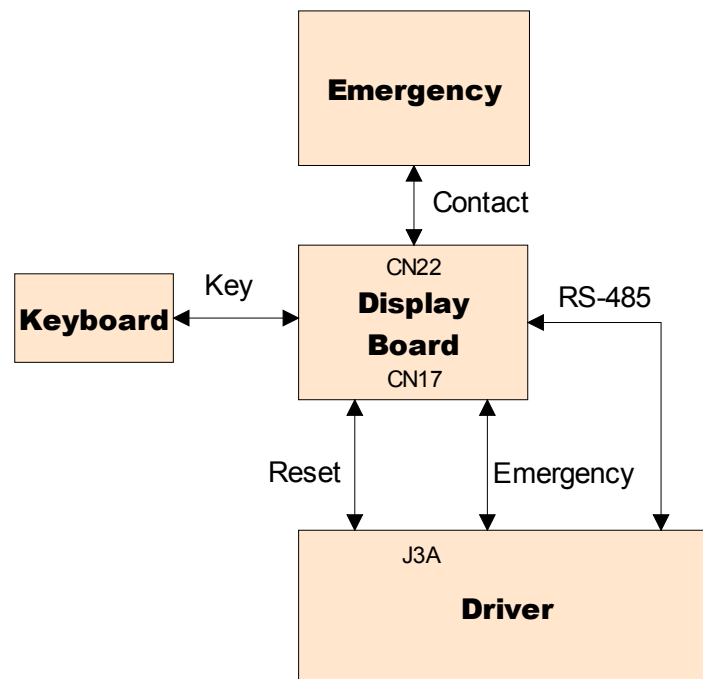 Emergency
Contact
CN22
Key
RS-485
Display
Keyboard
Board
CN17
Reset
Emergency
J3A
Driver